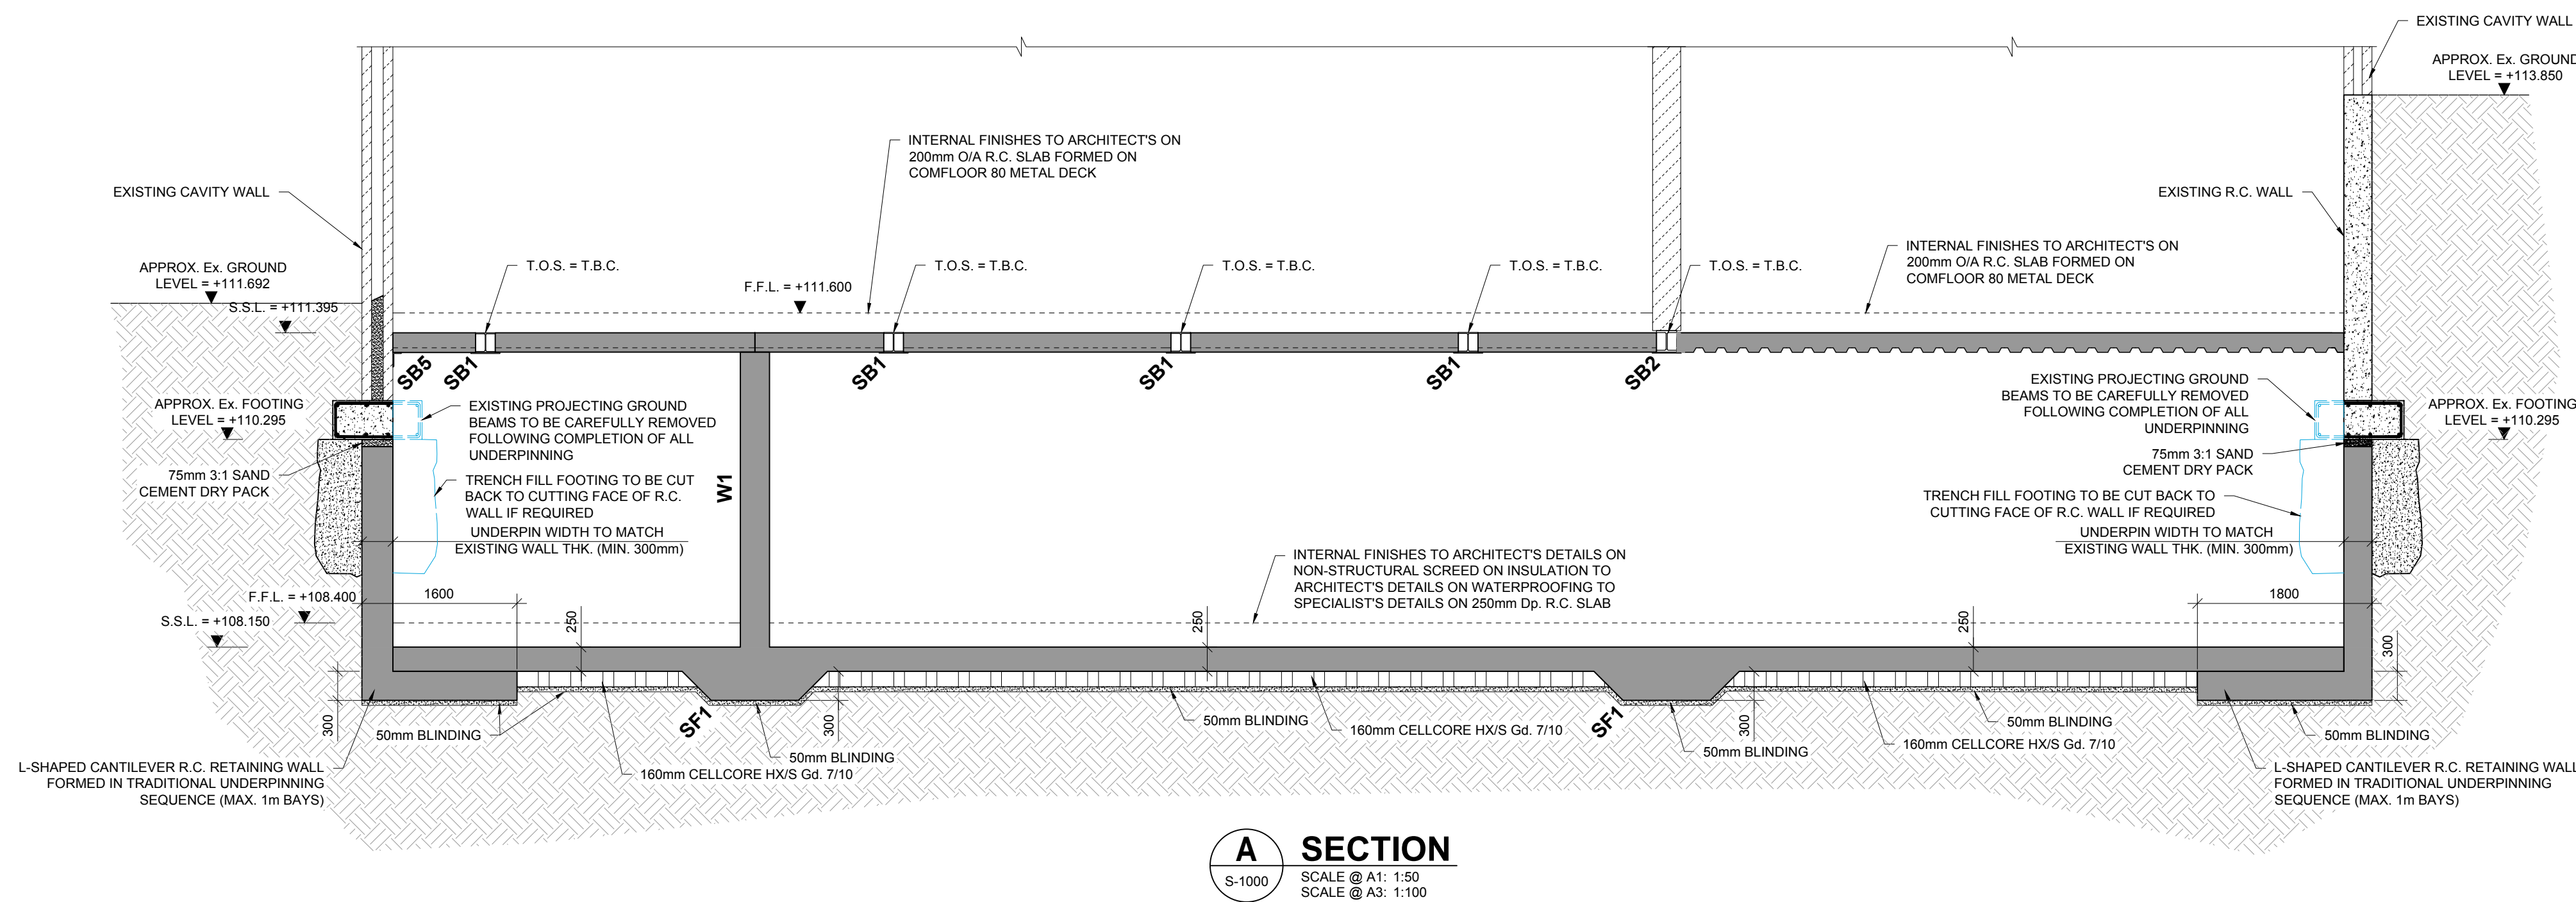 EXISTING CAVITY WALL
APPROX. Ex. GROUND
LEVEL = +113.850
INTERNAL FINISHES TO ARCHITECT'S ON
200mm O/A R.C. SLAB FORMED ON
COMFLOOR 80 METAL DECK
EXISTING CAVITY WALL
EXISTING R.C. WALL
INTERNAL FINISHES TO ARCHITECT'S ON
200mm O/A R.C. SLAB FORMED ON
COMFLOOR 80 METAL DECK
APPROX. Ex. GROUND
LEVEL = +111.692
S.S.L. = +111.395
T.O.S. = T.B.C.
F.F.L. = +111.600
T.O.S. = T.B.C.
T.O.S. = T.B.C.
T.O.S. = T.B.C.
T.O.S. = T.B.C.
SB5
SB1
SB1
SB1
SB1
SB2
APPROX. Ex. FOOTING
LEVEL = +110.295
EXISTING PROJECTING GROUND
BEAMS TO BE CAREFULLY REMOVED
FOLLOWING COMPLETION OF ALL
UNDERPINNING
EXISTING PROJECTING GROUND
BEAMS TO BE CAREFULLY REMOVED
FOLLOWING COMPLETION OF ALL
UNDERPINNING
APPROX. Ex. FOOTING
LEVEL = +110.295
75mm 3:1 SAND
CEMENT DRY PACK
TRENCH FILL FOOTING TO BE CUT
BACK TO CUTTING FACE OF R.C.
WALL IF REQUIRED
W1
75mm 3:1 SAND
CEMENT DRY PACK
TRENCH FILL FOOTING TO BE CUT BACK TO
CUTTING FACE OF R.C. WALL IF REQUIRED
UNDERPIN WIDTH TO MATCH
EXISTING WALL THK. (MIN. 300mm)
UNDERPIN WIDTH TO MATCH
EXISTING WALL THK. (MIN. 300mm)
INTERNAL FINISHES TO ARCHITECT'S DETAILS ON
NON-STRUCTURAL SCREED ON INSULATION TO
ARCHITECT'S DETAILS ON WATERPROOFING TO
SPECIALIST'S DETAILS ON 250mm Dp. R.C. SLAB
F.F.L. = +108.400
1600
1800
S.S.L. = +108.150
250
250
250
300
300
300
300
SF1
SF1
50mm BLINDING
50mm BLINDING
160mm CELLCORE HX/S Gd. 7/10
50mm BLINDING
160mm CELLCORE HX/S Gd. 7/10
50mm BLINDING
50mm BLINDING
160mm CELLCORE HX/S Gd. 7/10
50mm BLINDING
L-SHAPED CANTILEVER R.C. RETAINING WALL
FORMED IN TRADITIONAL UNDERPINNING
SEQUENCE (MAX. 1m BAYS)
L-SHAPED CANTILEVER R.C. RETAINING WALL
FORMED IN TRADITIONAL UNDERPINNING
SEQUENCE (MAX. 1m BAYS)
A
S-1000
SECTION
SCALE @ A1: 1:50
SCALE @ A3: 1:100